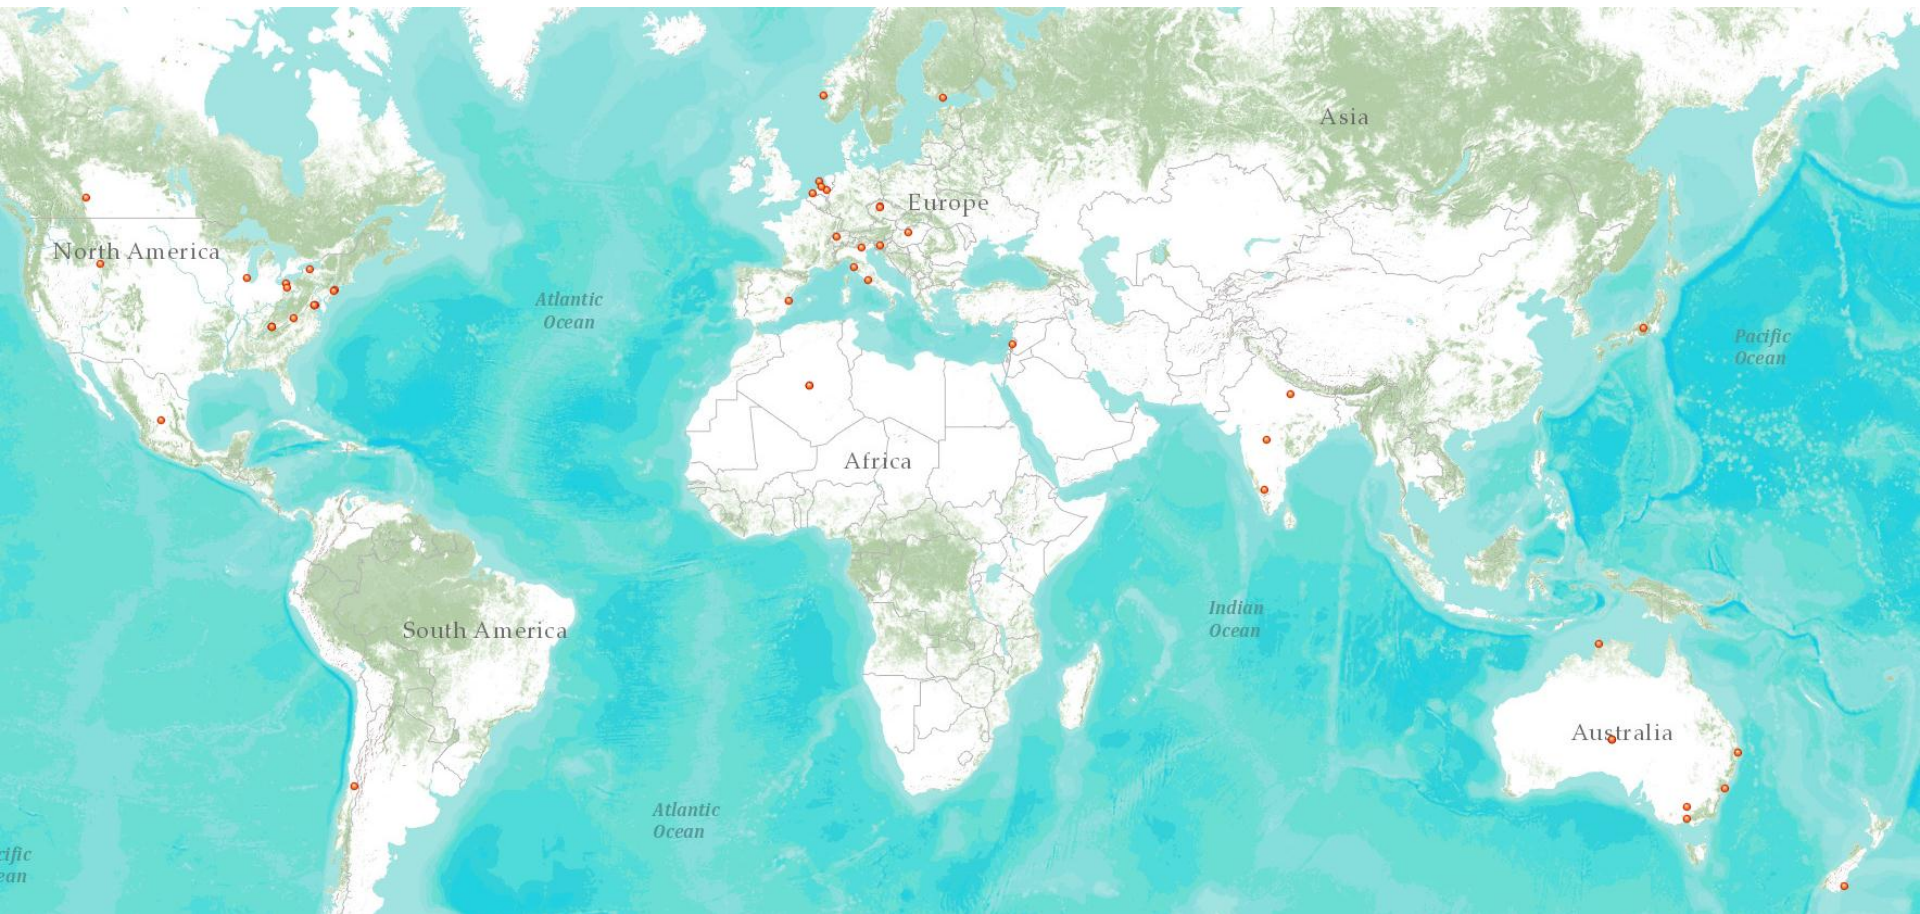 Asia
Europe
North America
Atlantic
Ocean
Pacific
Ocean
Africa
South America
Indian
Ocean
Australia
Atlantic
Ocean
cific
ean